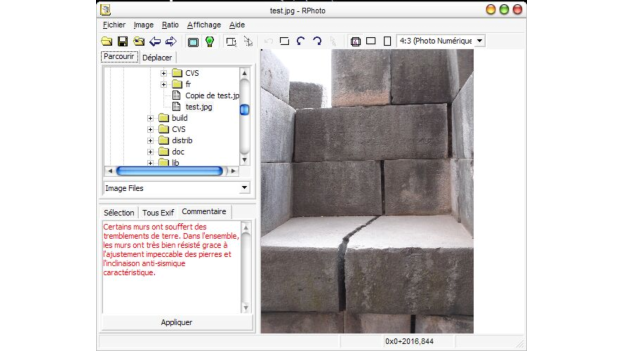 test.jpg - RPhoto
Fichier Image Ratio Affichage Aide
4:3 (Photo Numérique
Parcourir Déplacer
CVS
fr
Copie de test.jp
test.jpg
build
CVS
distrib
doc
lib
Image Files
Sélection Tous Exif Commentaire
Certains murs ont souffert des
tremblements de terre. Dans l'ensemble,
les murs ont très bien résisté grace à
l'ajustement impeccable des pierres et
l'indinaison anti-sismique
caractéristique.
Appliquer
0x0+2016,844